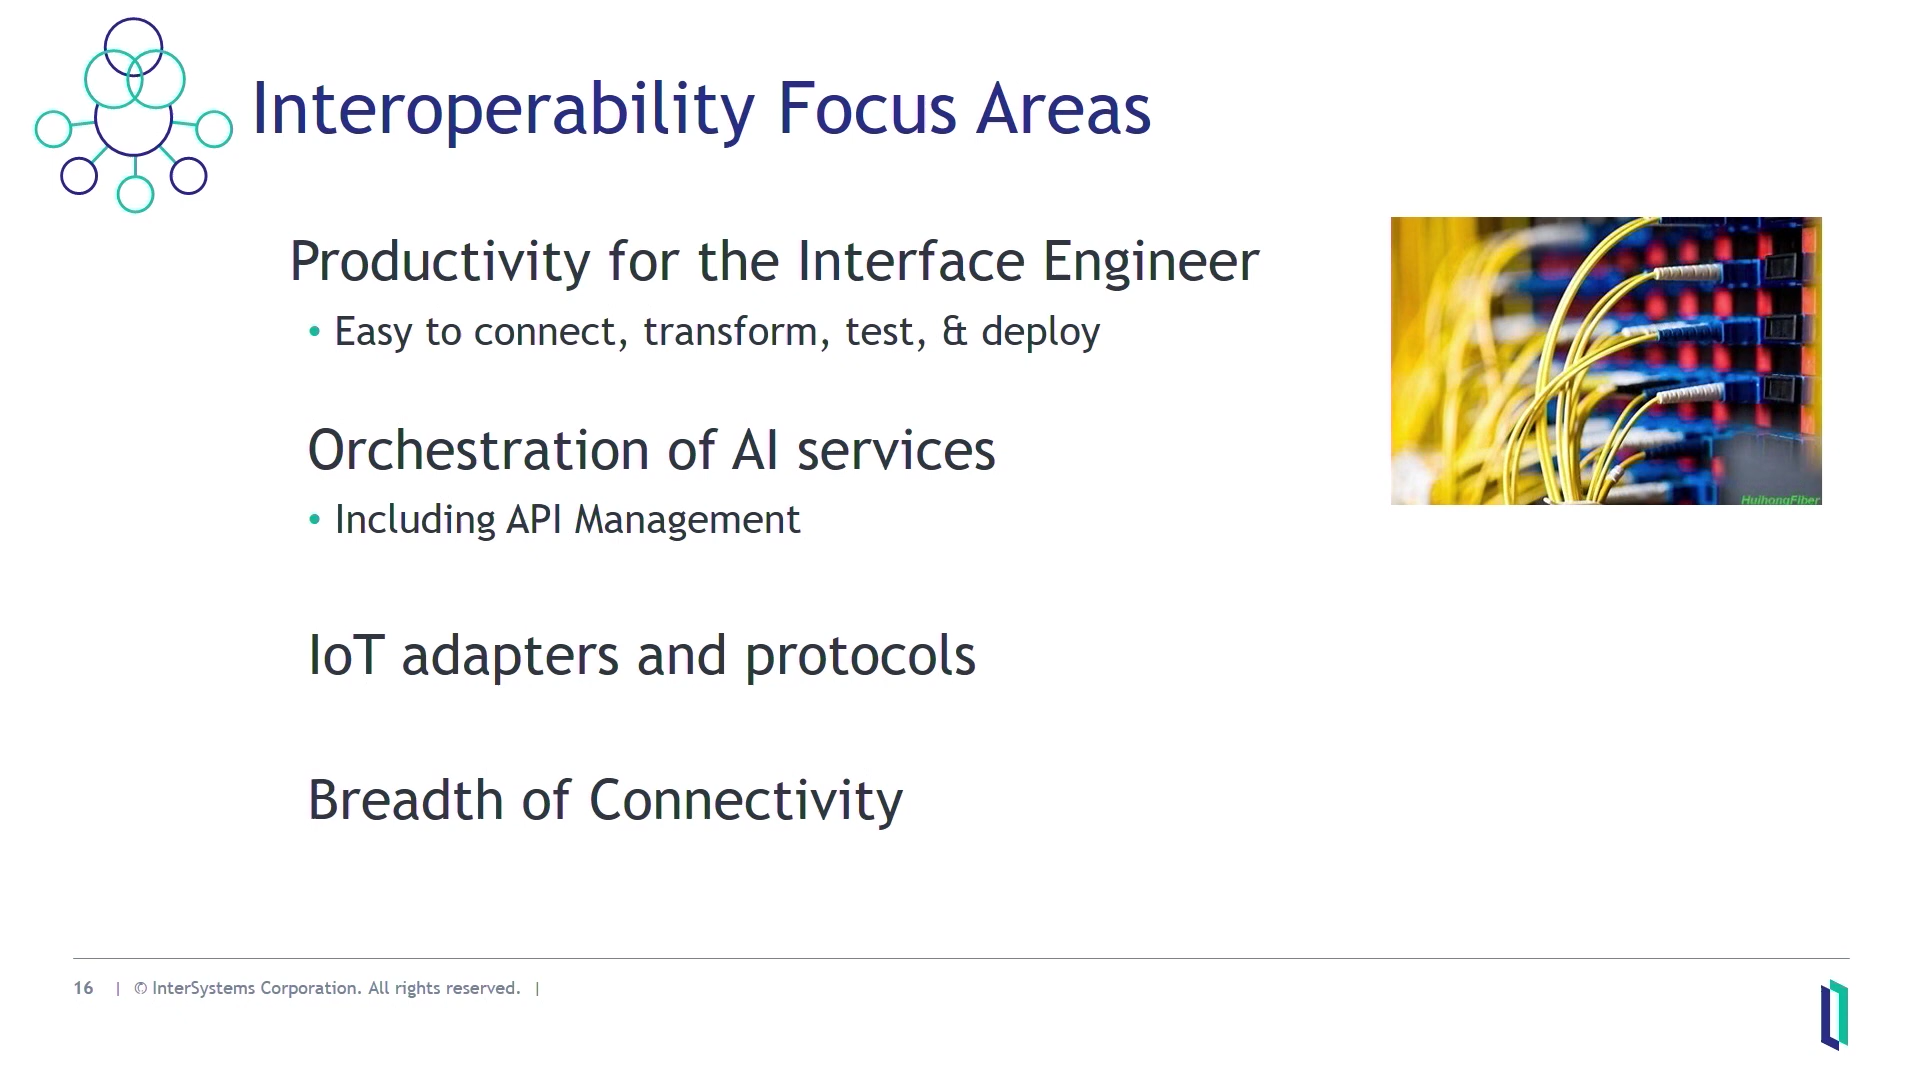 Interoperability Focus Areas
Productivity for the Interface Engineer
• Easy to connect, transform, test, & deploy
Orchestration of AI services
• Including API Management
IoT adapters and protocols
Breadth of Connectivity
HuihongFiber
16 | © InterSystems Corporation. All rights reserved. |